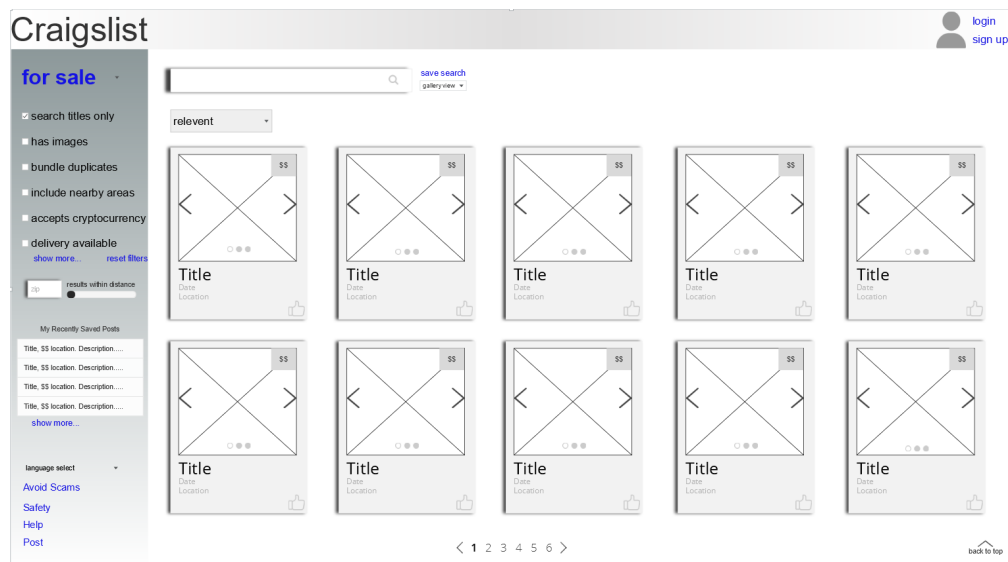 Craigslist
login
sign up
for sale
search titles only
has images
bundle duplicates
include nearby areas
accepts cryptocurrency
delivery available
show more... reset filters
zip results within distance
My Recently Saved Posts
Title, $$ location. Description.....
Title, $$ location. Description.....
Title, $$ location. Description.....
Title, $$ location. Description.....
show more...
language select
Avoid Scams
Safety
Help
Post
save search
gallery view
relevent
$$ $$ $$ $$ $$
Title Title Title Title Title
Date Date Date Date Date
Location Location Location Location Location
$$ $$ $$ $$ $$
Title Title Title Title Title
Date Date Date Date Date
Location Location Location Location Location
1 2 3 4 5 6
back to top